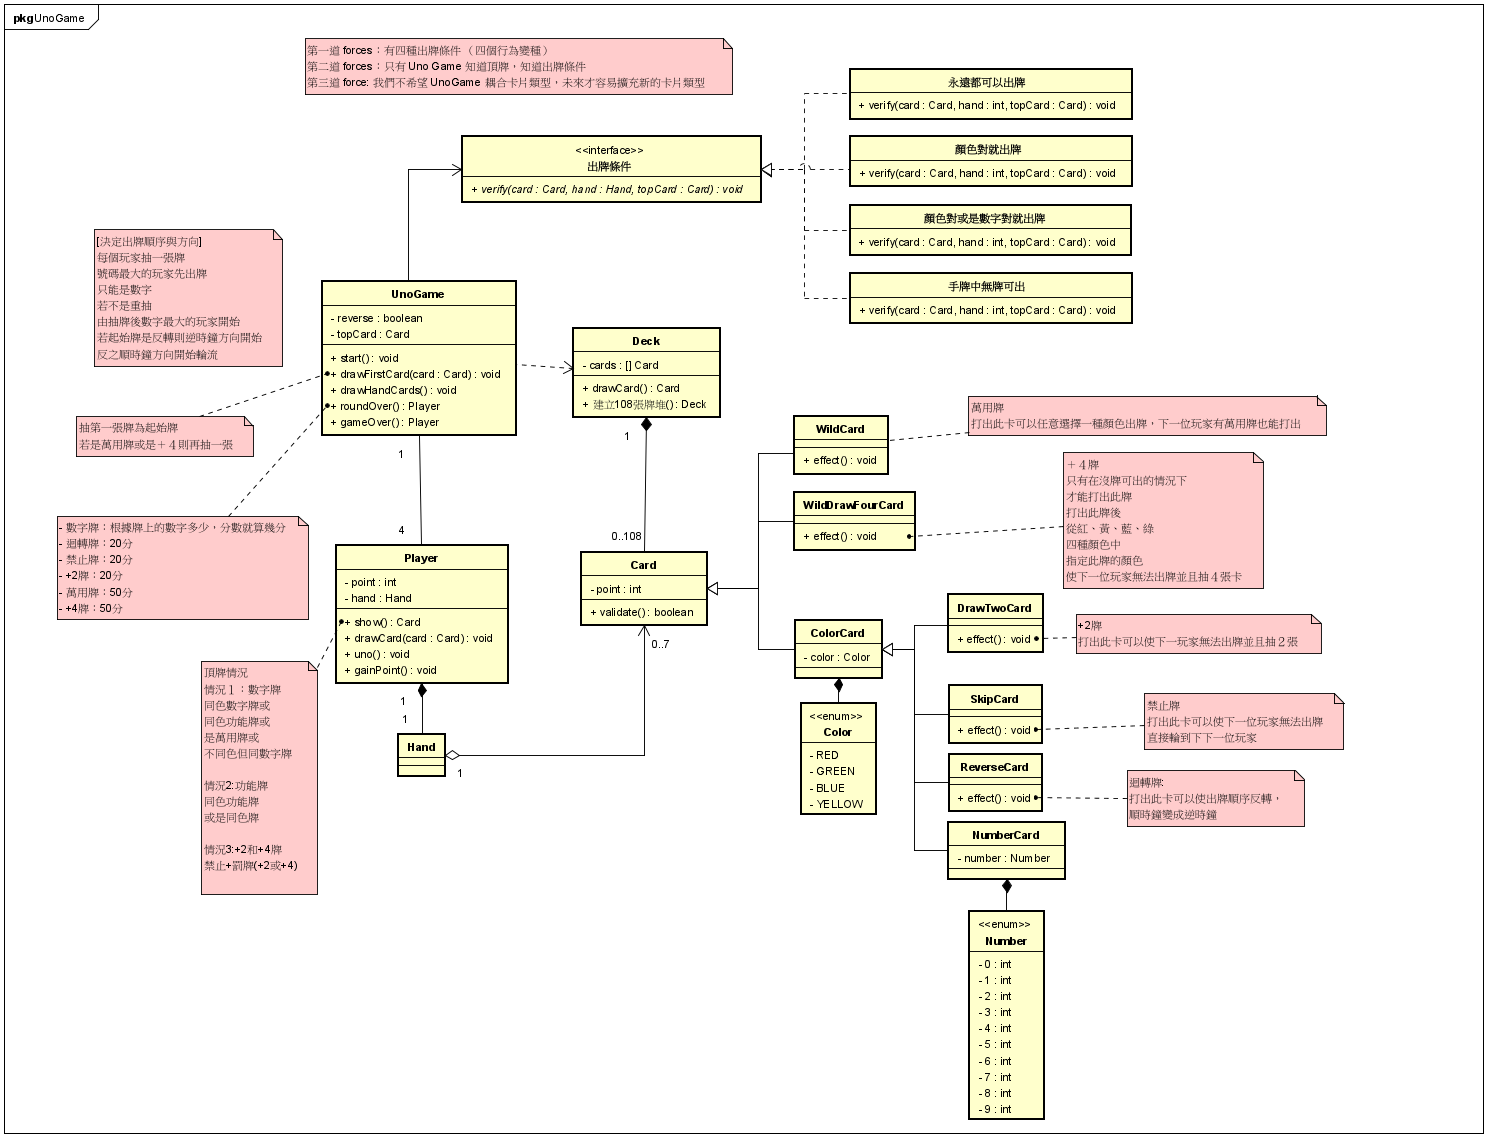 pkg UnoGame
第一道 forces：有四種出牌條件（四個行為變種）
第二道 forces：只有 Uno Game 知道頂牌，知道出牌條件
第三道 force: 我們不希望 UnoGame 耦合卡片類型，未來才容易擴充新的卡片類型
<<interface>>
出牌條件
+ verify(card : Card, hand : Hand, topCard : Card) : void
永遠都可以出牌
+ verify(card : Card, hand : int, topCard : Card) : void
顏色對就出牌
+ verify(card : Card, hand : int, topCard : Card) : void
顏色對或是數字對就出牌
+ verify(card : Card, hand : int, topCard : Card) : void
手牌中無牌可出
+ verify(card : Card, hand : int, topCard : Card) : void
[決定出牌順序與方向]
每個玩家抽一張牌
號碼最大的玩家先出牌
只能是數字
若不是重抽
由抽牌後數字最大的玩家開始
若起始牌是反轉則逆時鐘方向開始
反之順時鐘方向開始輪流
UnoGame
- reverse : boolean
- topCard : Card
+ start() : void
+ drawFirstCard(card : Card) : void
+ drawHandCards() : void
+ roundOver() : Player
+ gameOver() : Player
Deck
- cards : [] Card
+ drawCard() : Card
+ 建立108張牌堆() : Deck
抽第一張牌為起始牌
若是萬用牌或是＋４則再抽一張
1
4
1
0..108
- 數字牌：根據牌上的數字多少，分數就算幾分
- 迴轉牌：20分
- 禁止牌：20分
- +2牌：20分
- 萬用牌：50分
- +4牌：50分
Player
- point : int
- hand : Hand
+ show() : Card
+ drawCard(card : Card) : void
+ uno() : void
+ gainPoint() : void
Card
- point : int
+ validate() : boolean
0..7
1
1
Hand
1
頂牌情況
情況１：數字牌
同色數字牌或
同色功能牌或
是萬用牌或
不同色但同數字牌
情況2:功能牌
同色功能牌
或是同色牌
情況3:+2和+4牌
禁止+罰牌(+2或+4)
WildCard
+ effect() : void
萬用牌
打出此卡可以任意選擇一種顏色出牌，下一位玩家有萬用牌也能打出
WildDrawFourCard
+ effect() : void
＋４牌
只有在沒牌可出的情況下
才能打出此牌
打出此牌後
從紅、黃、藍、綠
四種顏色中
指定此牌的顏色
使下一位玩家無法出牌並且抽４張卡
ColorCard
- color : Color
<<enum>>
Color
- RED
- GREEN
- BLUE
- YELLOW
DrawTwoCard
+ effect() : void
+2牌
打出此卡可以使下一玩家無法出牌並且抽２張
SkipCard
+ effect() : void
禁止牌
打出此卡可以使下一位玩家無法出牌
直接輪到下下一位玩家
ReverseCard
+ effect() : void
迴轉牌:
打出此卡可以使出牌順序反轉，
順時鐘變成逆時鐘
NumberCard
- number : Number
<<enum>>
Number
- 0 : int
- 1 : int
- 2 : int
- 3 : int
- 4 : int
- 5 : int
- 6 : int
- 7 : int
- 8 : int
- 9 : int